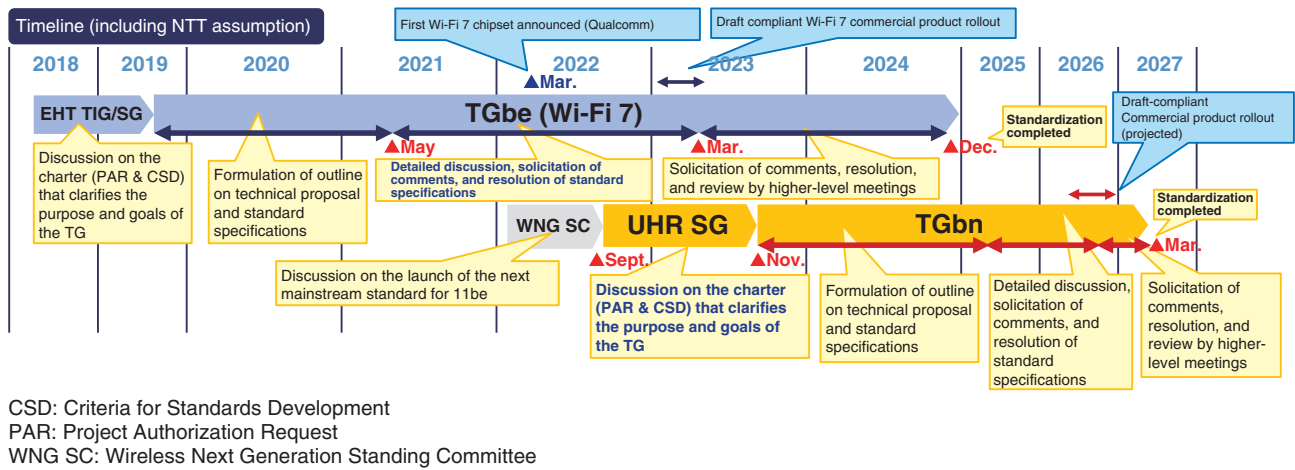 Timeline (including NTT assumption)
First Wi-Fi 7 chipset announced (Qualcomm)
Draft compliant Wi-Fi 7 commercial product rollout
2018
2019
2020
2021
2022
2023
2024
2025
2026
2027
Mar.
EHT TIG/SG
TGbe (Wi-Fi 7)
May
Mar.
Dec.
Standardization
completed
Draft-compliant
Commercial product rollout
(projected)
Discussion on the
charter (PAR & CSD)
that clarifies the
purpose and goals of
the TG
Formulation of outline
on technical proposal
and standard
specifications
Detailed discussion, solicitation of
comments, and resolution of standard
specifications
Solicitation of comments, resolution,
and review by higher-level meetings
WNG SC
UHR SG
TGbn
Standardization
completed
Sept.
Nov.
Mar.
Discussion on the launch of the next
mainstream standard for 11be
Discussion on the charter
(PAR & CSD) that clarifies
the purpose and goals of
the TG
Formulation of outline
on technical proposal
and standard
specifications
Detailed discussion,
solicitation of
comments, and
resolution of
standard
specifications
Solicitation of
comments,
resolution, and
review by higher-
level meetings
CSD: Criteria for Standards Development
PAR: Project Authorization Request
WNG SC: Wireless Next Generation Standing Committee